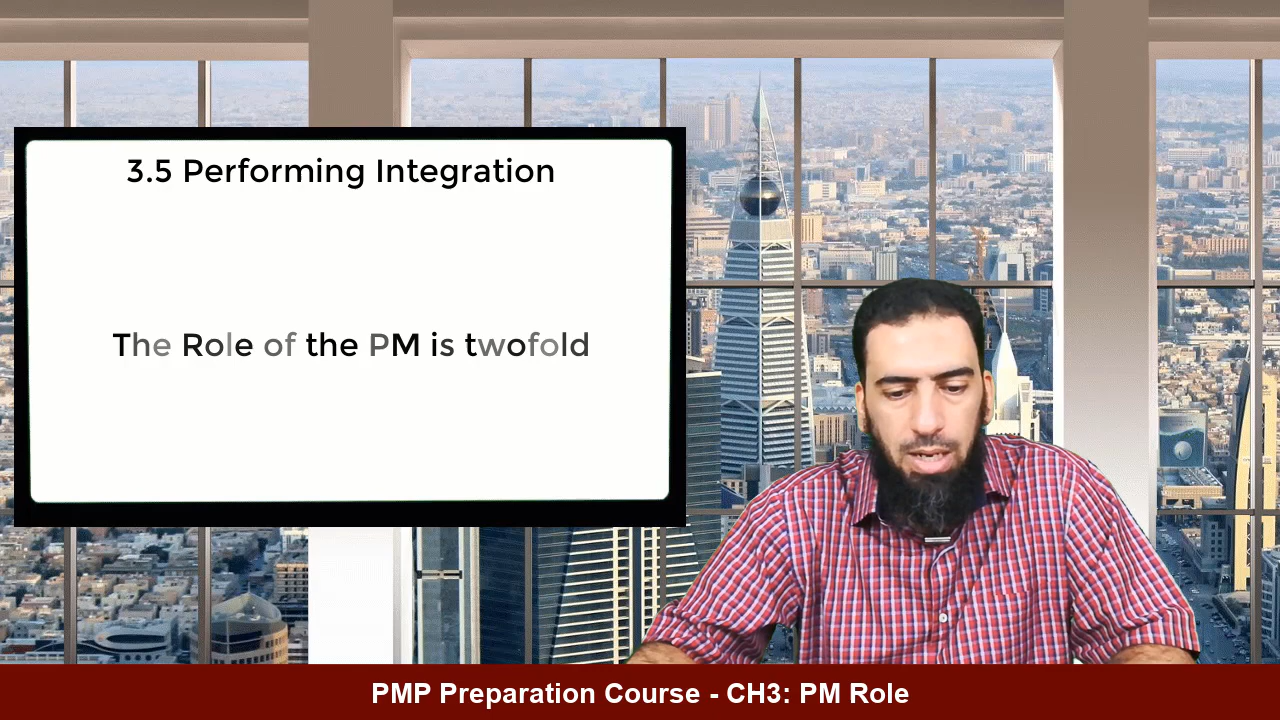 3.5 Performing Integration
The Role of the PM is twofold
PMP Preparation Course - CH3: PM Role